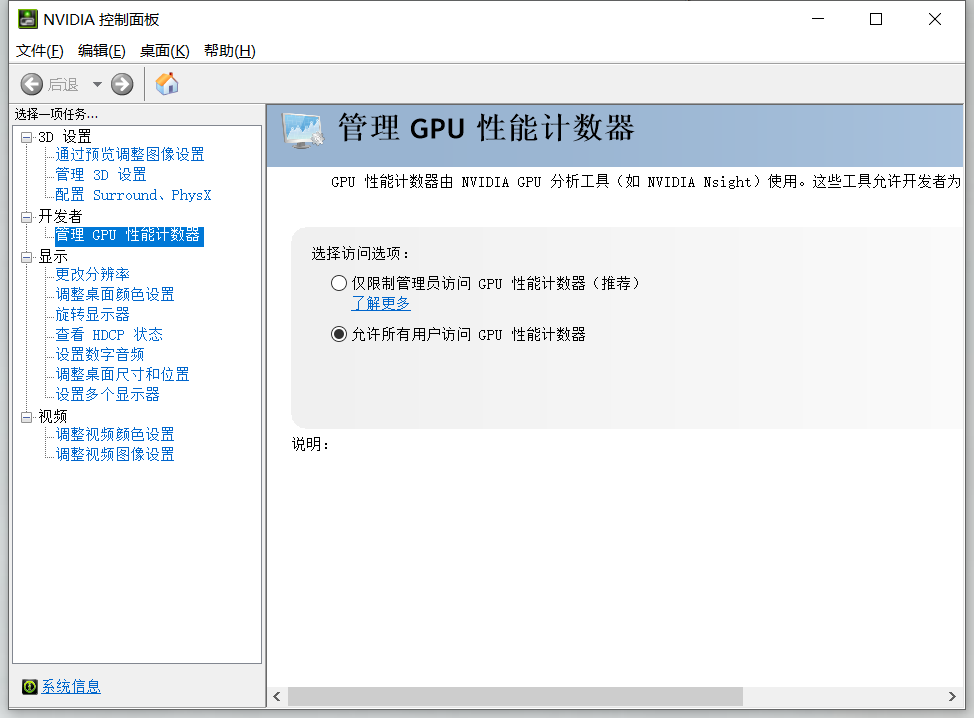 NVIDIA 控制面板
文件(F) 编辑(E) 桌面(K) 帮助(H)
后退
选择一项任务...
3D 设置
通过预览调整图像设置
管理 3D 设置
配置 Surround、PhysX
开发者
管理 GPU 性能计数器
显示
更改分辨率
调整桌面颜色设置
旋转显示器
查看 HDCP 状态
设置数字音频
调整桌面尺寸和位置
设置多个显示器
视频
调整视频颜色设置
调整视频图像设置
系统信息
管理 GPU 性能计数器
GPU 性能计数器由 NVIDIA GPU 分析工具（如 NVIDIA Nsight）使用。这些工具允许开发者为
选择访问选项：
仅限制管理员访问 GPU 性能计数器（推荐）
了解更多
允许所有用户访问 GPU 性能计数器
说明：